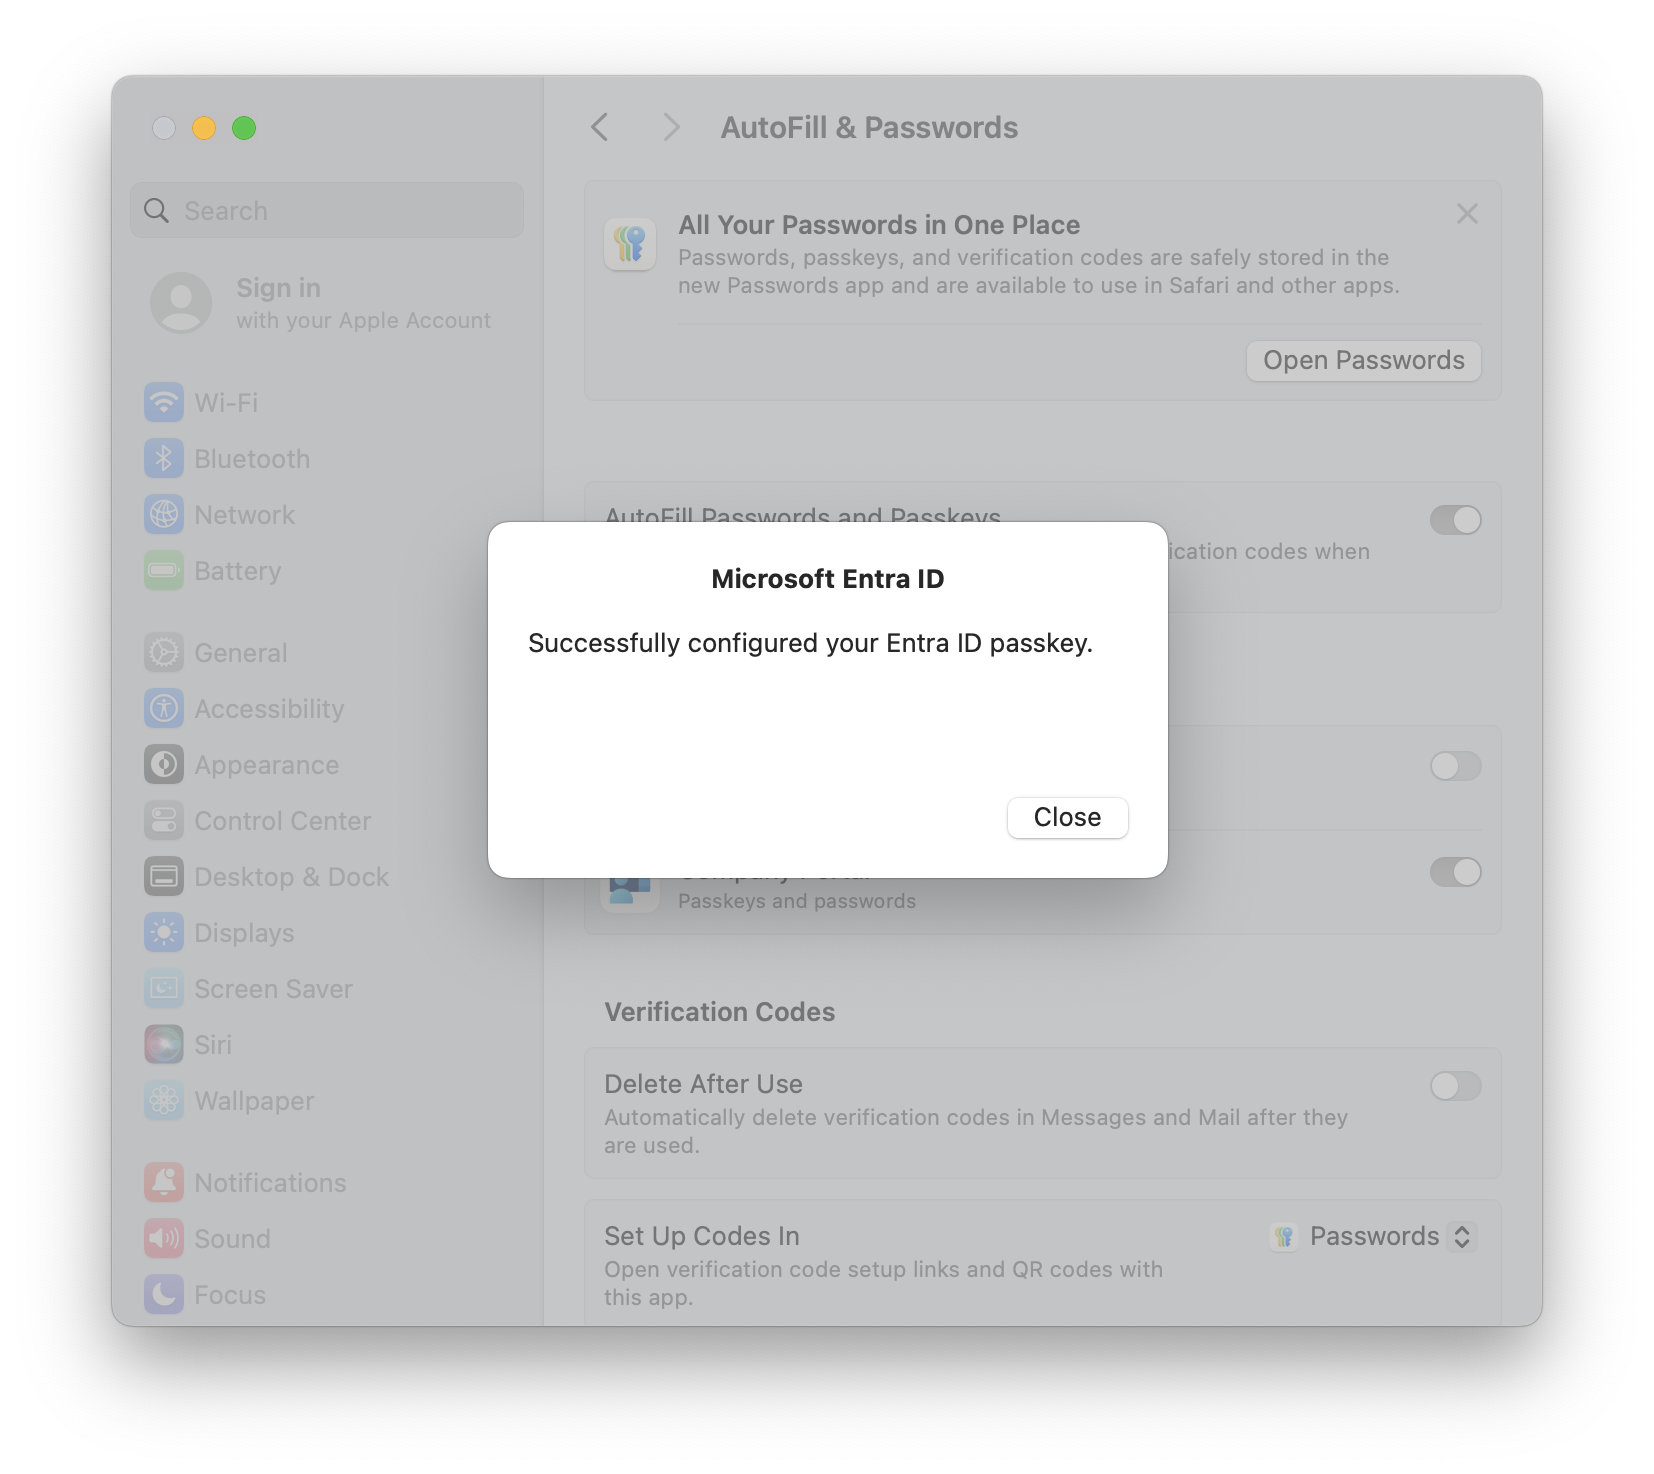 AutoFill & Passwords
Search
Sign in
with your Apple Account
Wi-Fi
Bluetooth
Network
Battery
General
Accessibility
Appearance
Control Center
Desktop & Dock
Displays
Screen Saver
Siri
Wallpaper
Notifications
Sound
Focus
All Your Passwords in One Place
Passwords, passkeys, and verification codes are safely stored in the
new Passwords app and are available to use in Safari and other apps.
Open Passwords
AutoFill Passwords and Passkeys
codes when
Microsoft Entra ID
Successfully configured your Entra ID passkey.
Close
Company Portal
Passkeys and passwords
Verification Codes
Delete After Use
Automatically delete verification codes in Messages and Mail after they
are used.
Set Up Codes In
Passwords
Open verification code setup links and QR codes with
this app.